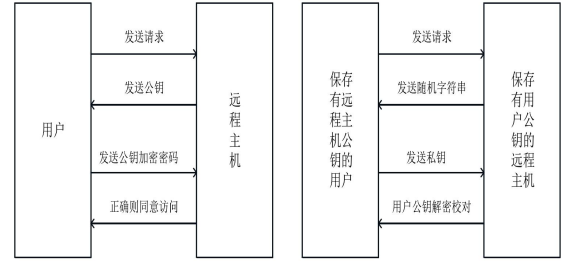 用户
发送请求
发送公钥
发送公钥加密密码
正确则同意访问
远
程
主
机
保存
有远
程主
机公
钥的
用户
发送请求
发送随机字符串
发送私钥
用户公钥解密校对
保存
有用
户公
钥的
远程
主机